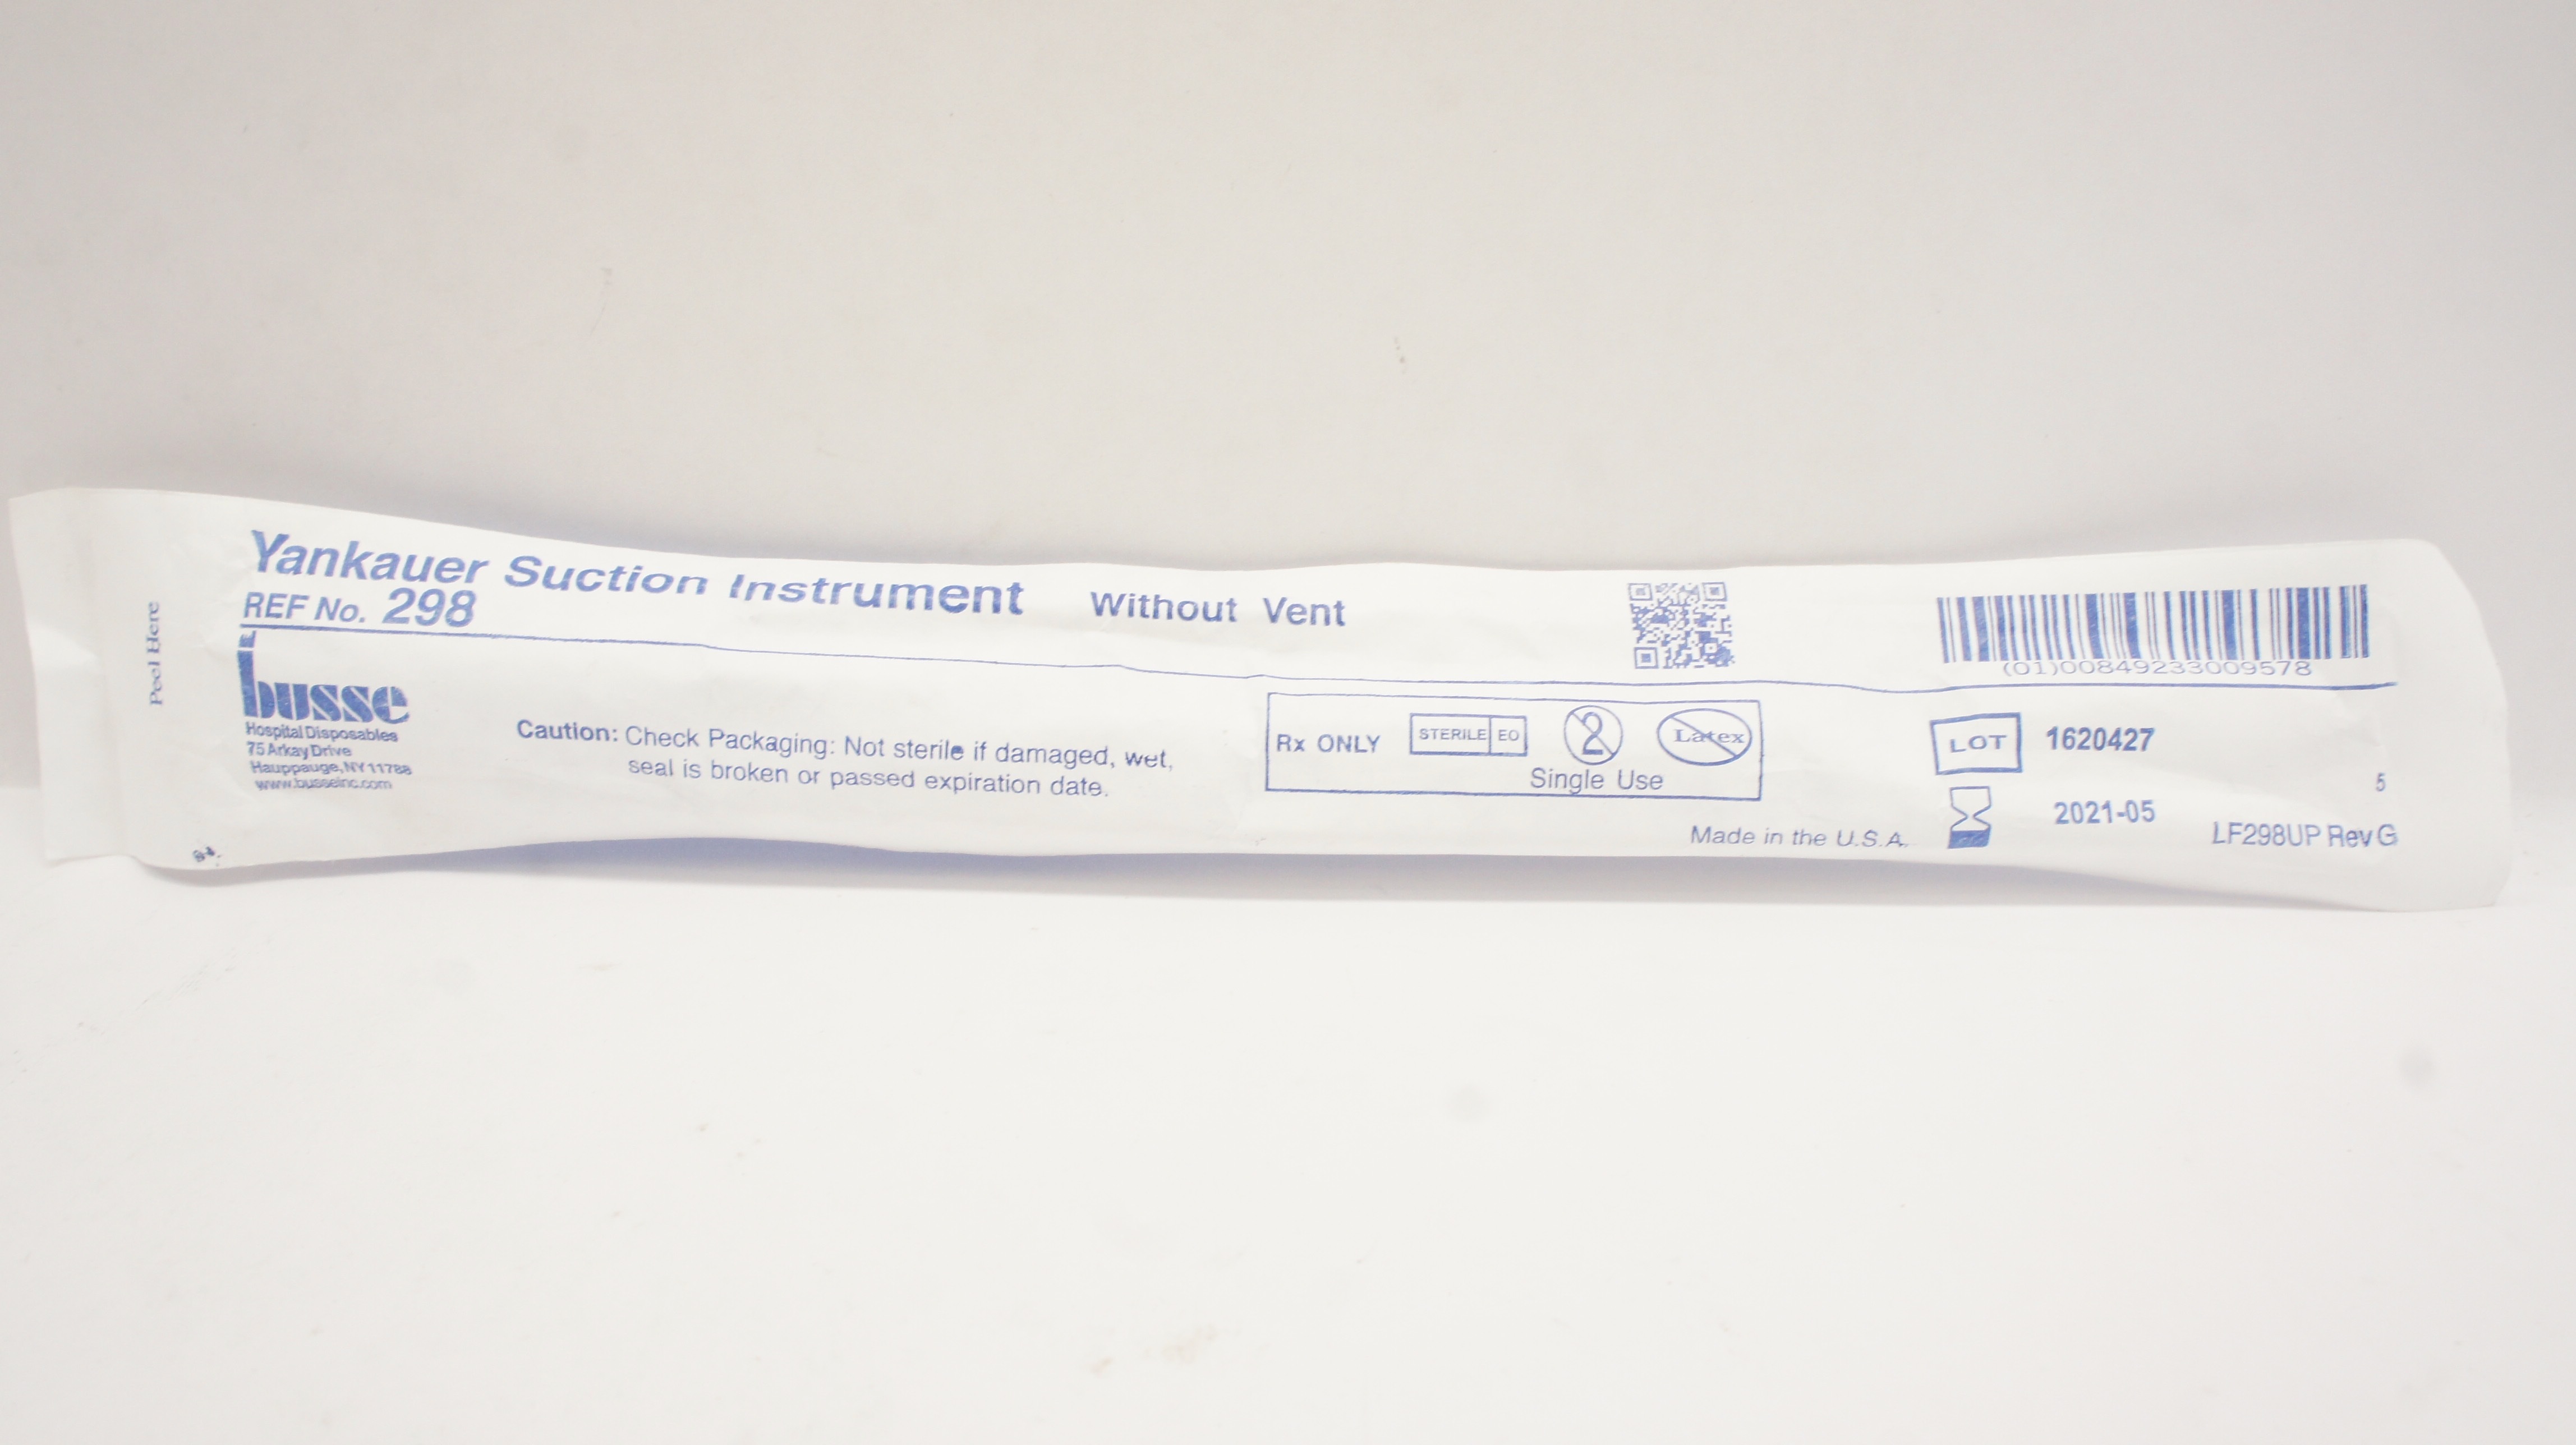 Yankauer Suction Instrument Without Vent
REF No. 298
(01)00849233009578
Peel Here
busse
Hospital Disposables
75 Arkay Drive
Hauppauge, NY 11788
www.busseinc.com
Caution: Check Packaging: Not sterile if damaged, wet,
seal is broken or passed expiration date.
Rx ONLY
STERILE EO
2
Latex
Single Use
LOT 1620427
5
2021-05
Made in the U.S.A.
LF298UP Rev G